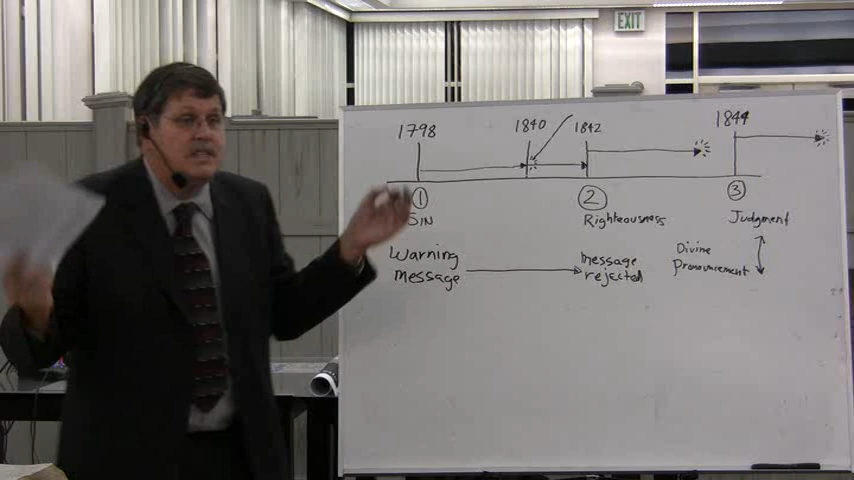 EXIT
1798 1840 1842 1844
1 2 3
SIN Righteousness Judgment
Warning
message
message
rejected
Divine
Pronouncement